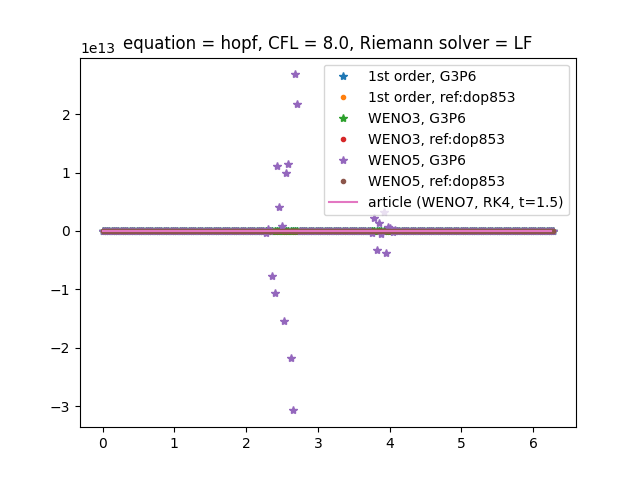 equation = hopf, CFL = 8.0, Riemann solver = LF
1e13
1st order, G3P6
1st order, ref:dop853
WENO3, G3P6
WENO3, ref:dop853
WENO5, G3P6
WENO5, ref:dop853
article (WENO7, RK4, t=1.5)
2
1
0
−1
−2
−3
0 1 2 3 4 5 6